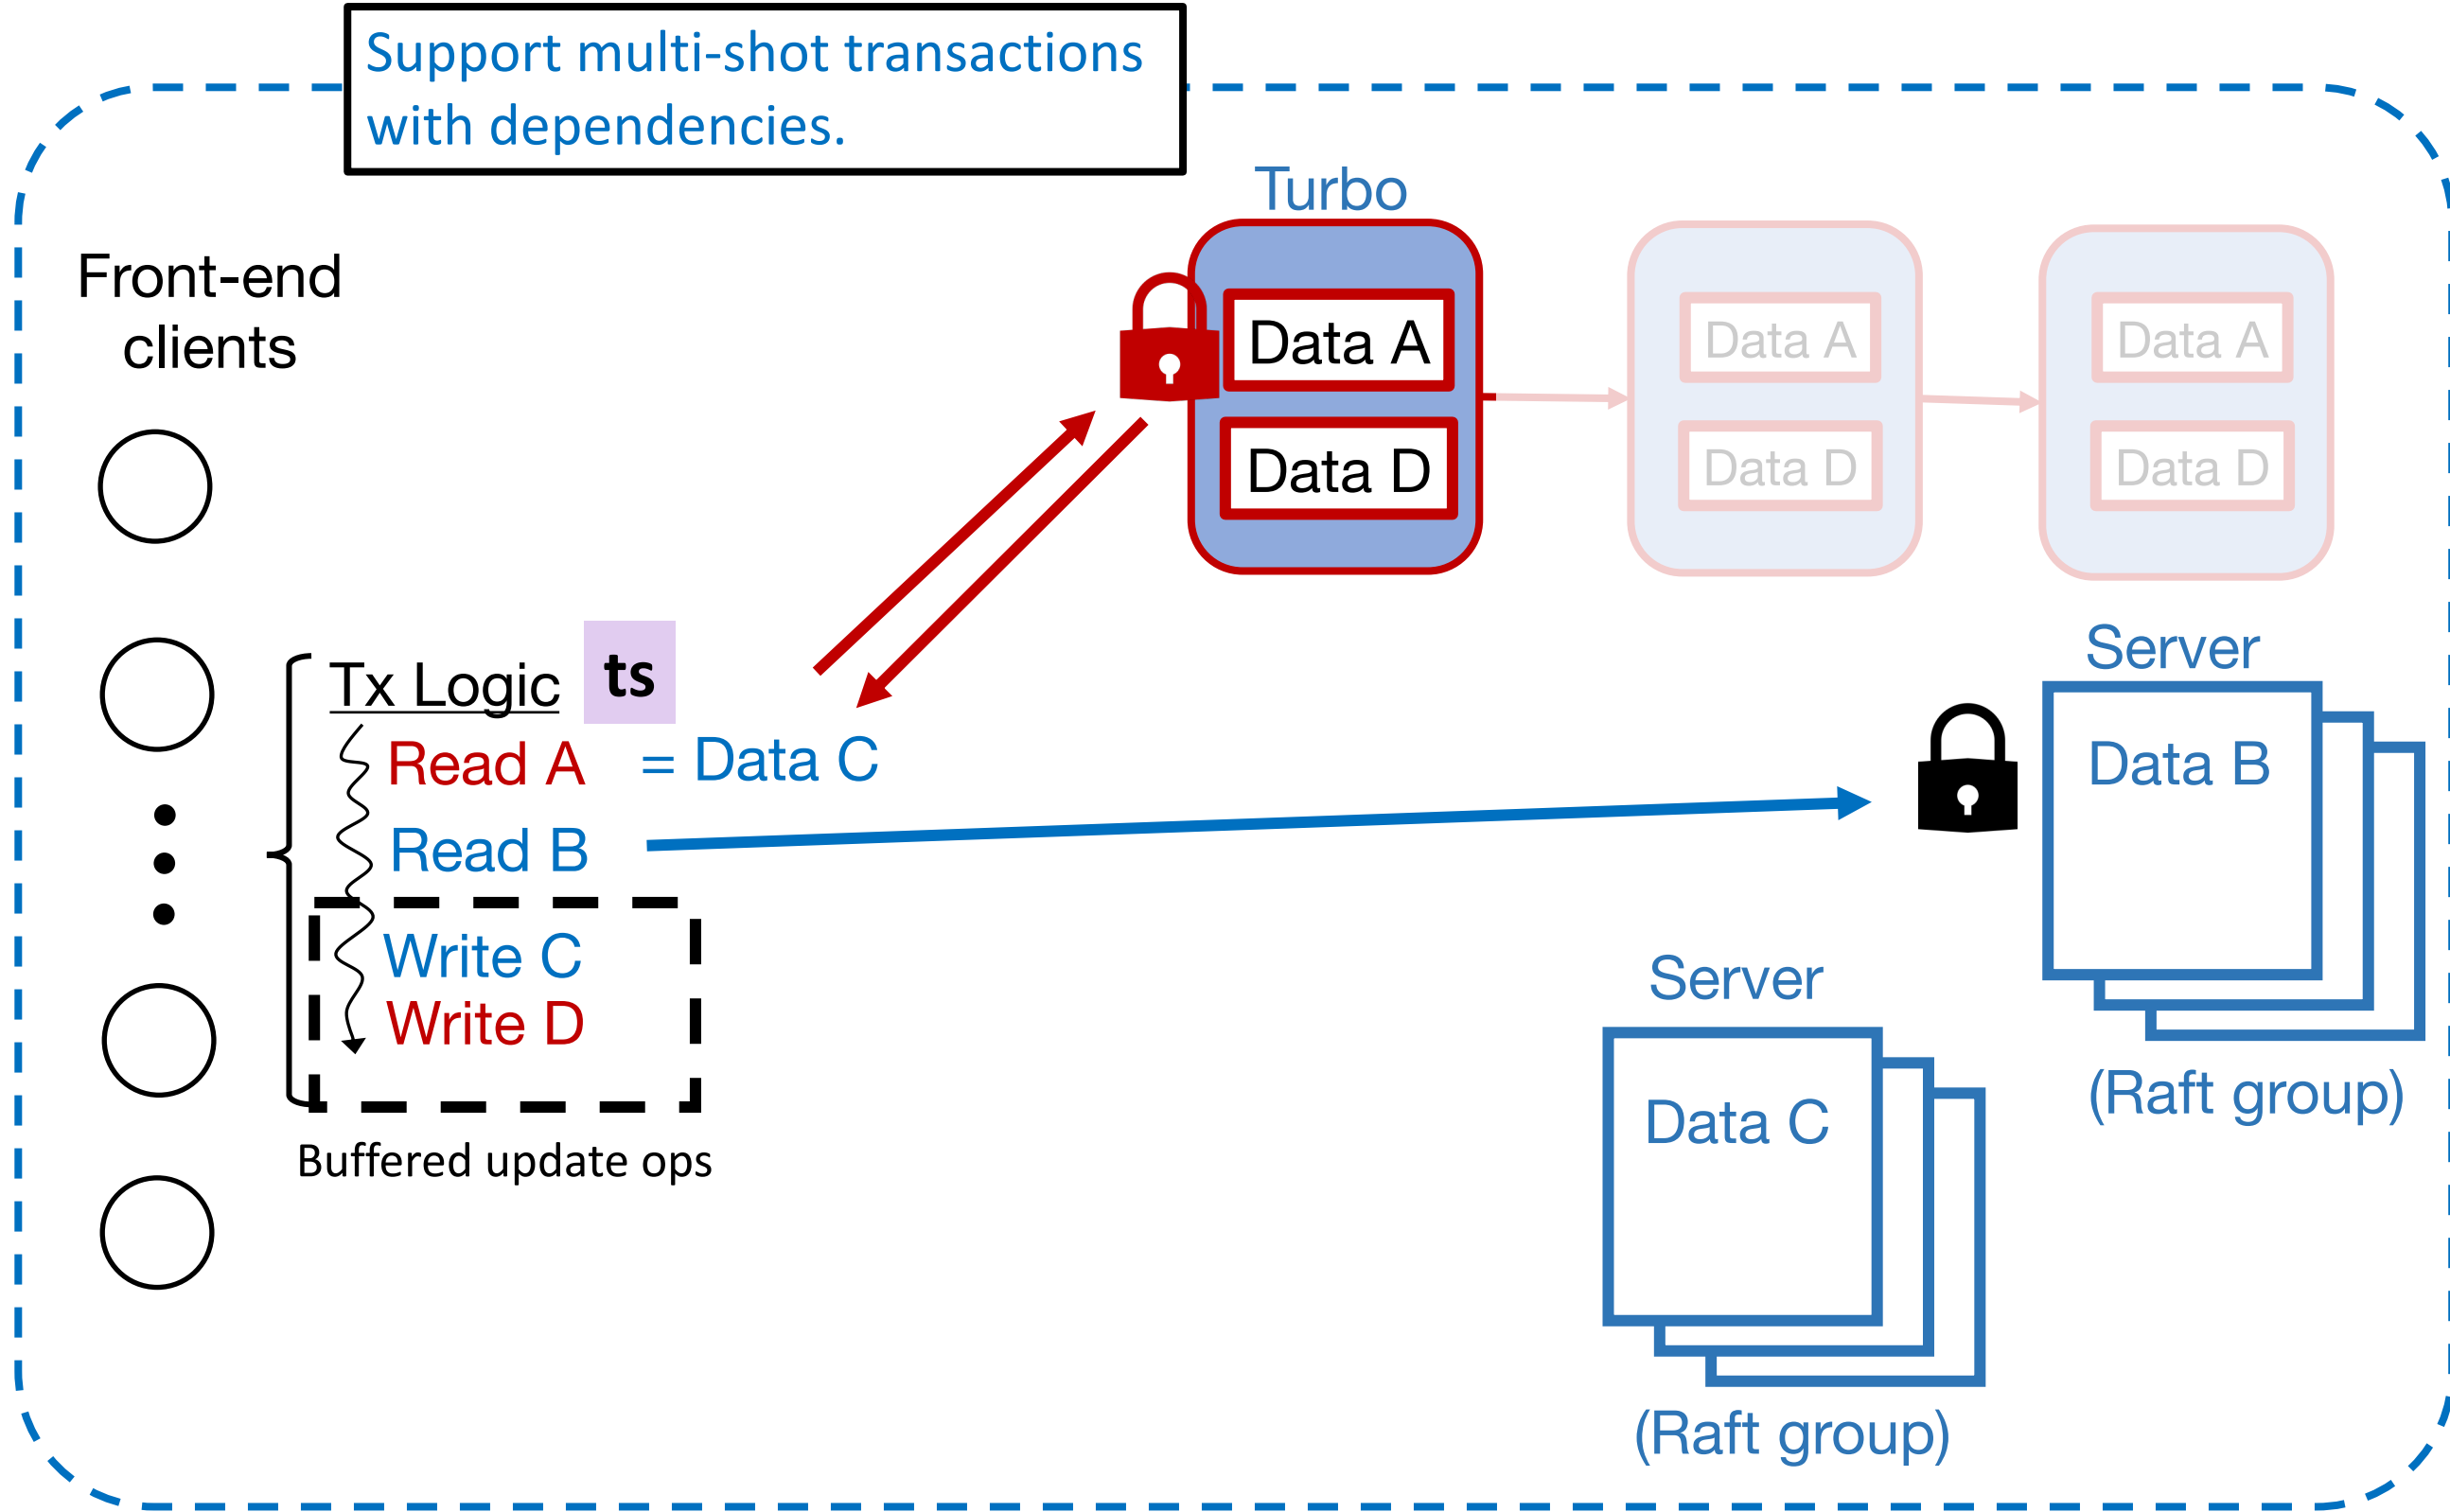 Support multi-shot transactions
with dependencies.
Turbo
Front-end
clients
Data A
Data D
Data A
Data D
Data A
Data D
Tx Logic
ts
Read A = Data C
Read B
Write C
Write D
Buffered update ops
Server
Data B
(Raft group)
Server
Data C
(Raft group)